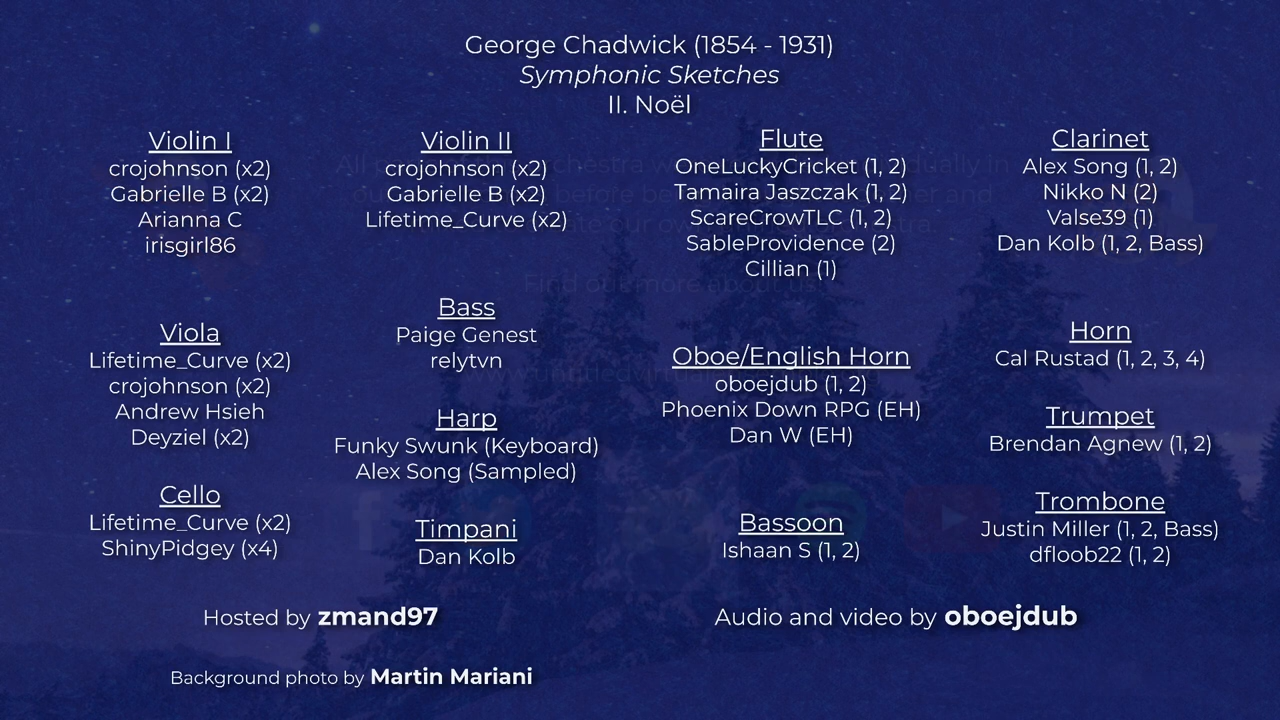 George Chadwick (1854 - 1931)
Symphonic Sketches
II. Noël
Violin I
crojohnson (x2)
Gabrielle B (x2)
Arianna C
irisgirl86
Violin II
crojohnson (x2)
Gabrielle B (x2)
Lifetime_Curve (x2)
Flute
OneLuckyCricket (1, 2)
Tamaira Jaszczak (1, 2)
ScareCrowTLC (1, 2)
SableProvidence (2)
Cillian (1)
Clarinet
Alex Song (1, 2)
Nikko N (2)
Valse39 (1)
Dan Kolb (1, 2, Bass)
Viola
Lifetime_Curve (x2)
crojohnson (x2)
Andrew Hsieh
Deyziel (x2)
Bass
Paige Genest
relytvn
Harp
Funky Swunk (Keyboard)
Alex Song (Sampled)
Oboe/English Horn
oboejdub (1, 2)
Phoenix Down RPG (EH)
Dan W (EH)
Horn
Cal Rustad (1, 2, 3, 4)
Trumpet
Brendan Agnew (1, 2)
Cello
Lifetime_Curve (x2)
ShinyPidgey (x4)
Timpani
Dan Kolb
Bassoon
Ishaan S (1, 2)
Trombone
Justin Miller (1, 2, Bass)
dfloob22 (1, 2)
Hosted by zmand97
Audio and video by oboejdub
Background photo by Martin Mariani
Find out more about us